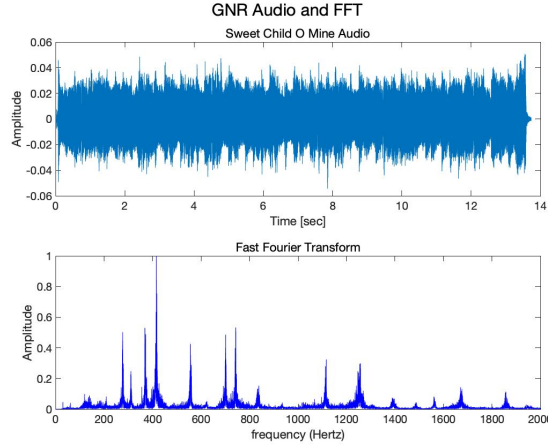 GNR Audio and FFT
Sweet Child O Mine Audio
0.06
0.04
0.02
0
-0.02
-0.04
-0.06
Amplitude
0 2 4 6 8 10 12 14
Time [sec]
Fast Fourier Transform
1
0.8
0.6
0.4
0.2
0
Amplitude
0 200 400 600 800 1000 1200 1400 1600 1800 2000
frequency (Hertz)